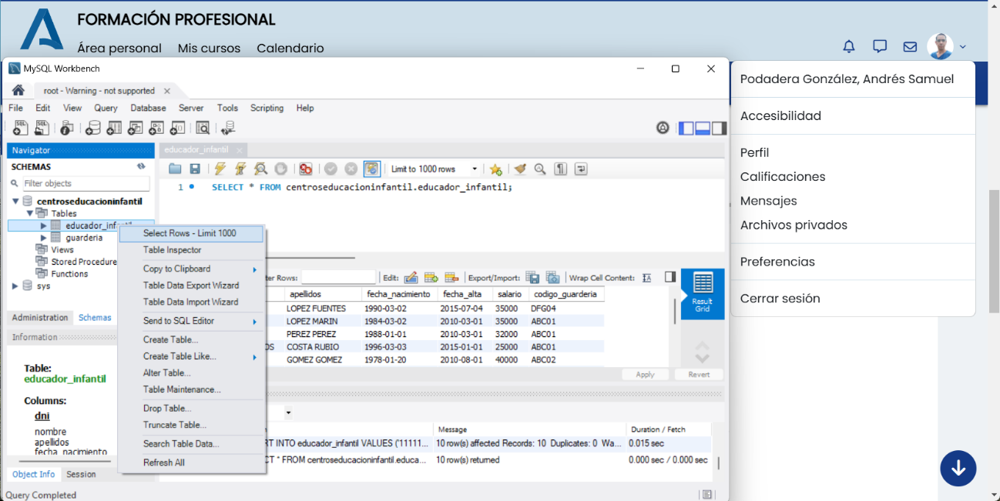 FORMACIÓN PROFESIONAL
Área personal Mis cursos Calendario
MySQL Workbench
root - Warning - not supported
File Edit View Query Database Server Tools Scripting Help
Navigator
SCHEMAS
Filter objects
centroseducacioninfantil
Tables
educador_infantil
guarderia
Views
Stored Procedure
Functions
sys
Administration Schemas
Information
Table:
educador_infantil
Columns:
dni
nombre
apellidos
fecha_nacimiento
Object Info Session
Query Completed
educador_infantil
Limit to 1000 rows
1 SELECT * FROM centroseducacioninfantil.educador_infantil;
Select Rows - Limit 1000
Table Inspector
Copy to Clipboard
Table Data Export Wizard
Table Data Import Wizard
Send to SQL Editor
Create Table...
Create Table Like...
Alter Table...
Table Maintenance...
Drop Table...
Truncate Table...
Search Table Data...
Refresh All
ter Rows: Edit: Export/Import: Wrap Cell Content:
apellidos fecha_nacimiento fecha_alta salario codigo_guarderia
LOPEZ FUENTES 1990-03-02 2015-07-04 35000 DFG04
LOPEZ MARIN 1984-03-02 2010-03-01 35000 ABC01
PEREZ PEREZ 1988-01-01 2010-03-01 32000 ABC01
OS COSTA RUBIO 1996-03-03 2015-01-01 25000 ABC01
GOMEZ GOMEZ 1978-01-20 2010-08-01 40000 ABC02
Result
Grid
Apply Revert
Message Duration / Fetch
RT INTO educador_infantil VALUES ('11111... 10 row(s) affected Records: 10 Duplicates: 0 Wa... 0.015 sec
CT * FROM centroseducacioninfantil.educa... 10 row(s) returned 0.000 sec / 0.000 sec
Podadera González, Andrés Samuel
Accesibilidad
Perfil
Calificaciones
Mensajes
Archivos privados
Preferencias
Cerrar sesión